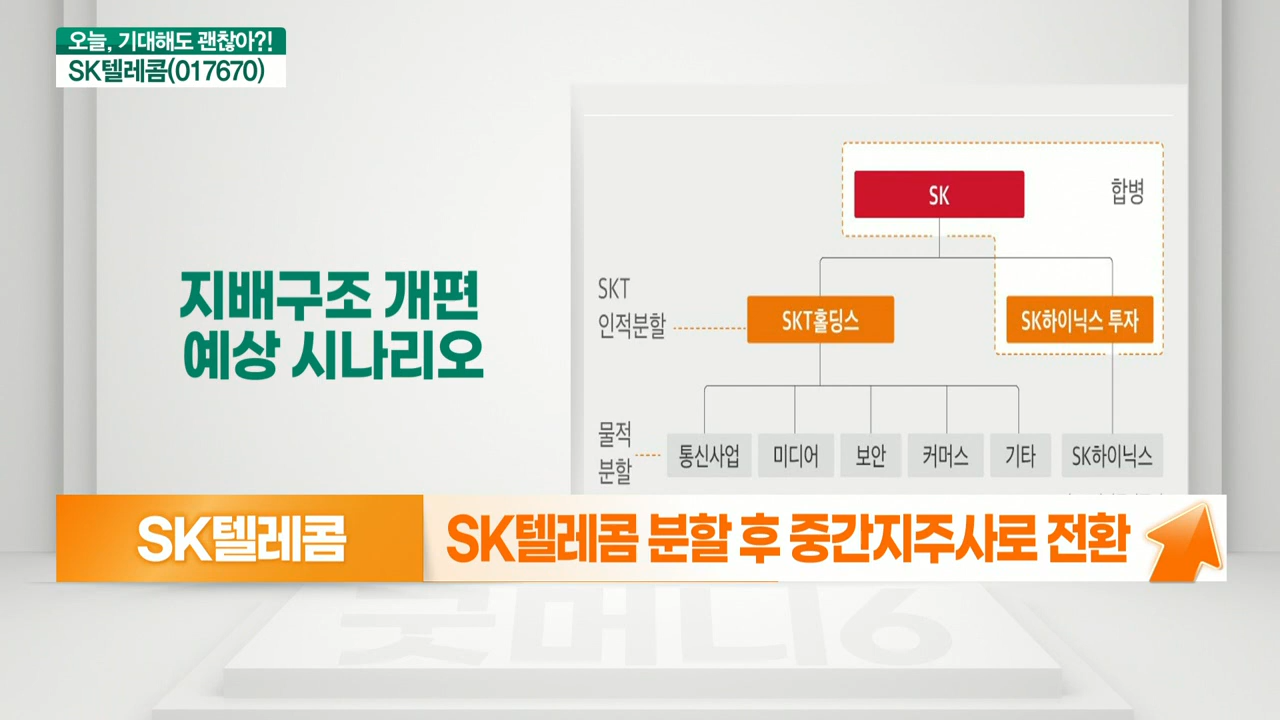 오늘, 기대해도 괜찮아?!
SK텔레콤(017670)
지배구조 개편
예상 시나리오
SK
합병
SKT
인적분할
SKT홀딩스
SK하이닉스 투자
물적
분할
통신사업
미디어
보안
커머스
기타
SK하이닉스
SK텔레콤
SK텔레콤 분할 후 중간지주사로 전환
굿머니6